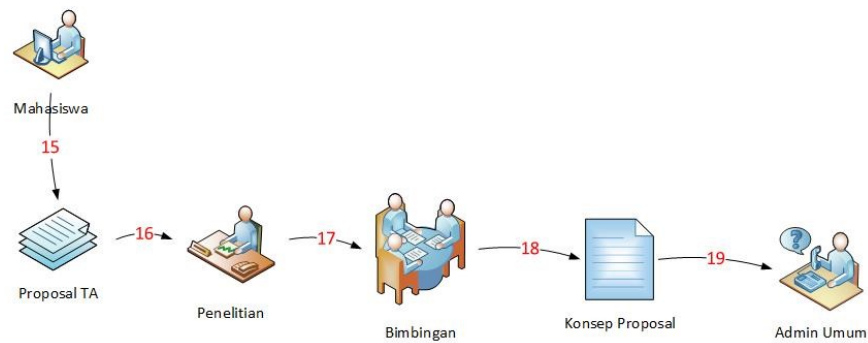 Mahasiswa
15
Proposal TA
16
Penelitian
17
Bimbingan
18
Konsep Proposal
19
?
Admin Umum